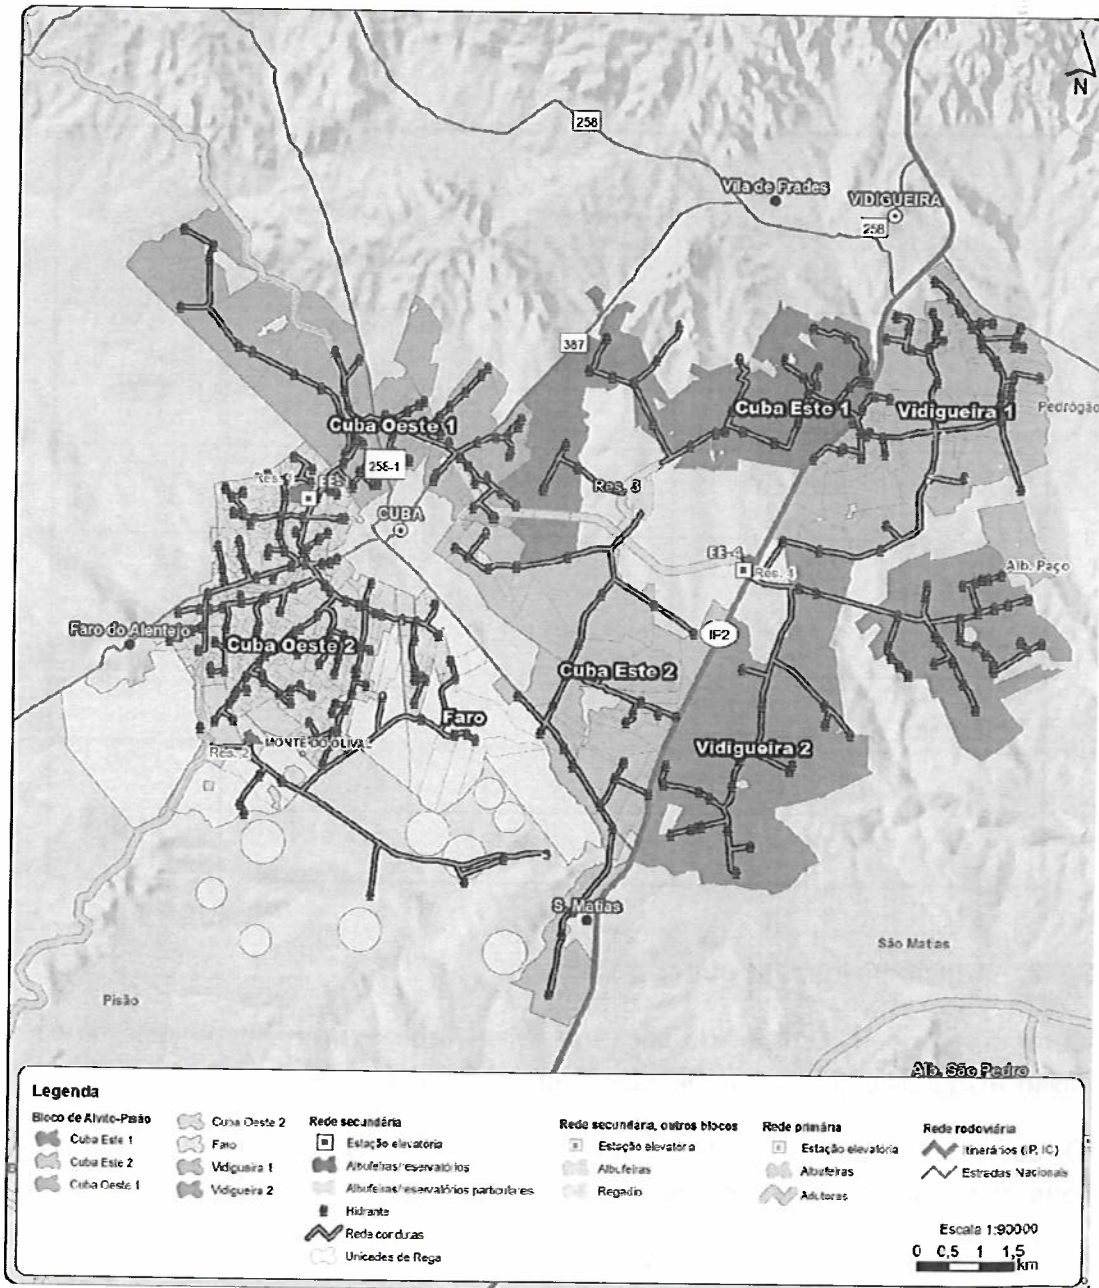 N
258
Vila de Frades
VIDIGUEIRA
258
387
Cuba Este 1
Vidigueira 1
Pedrógão
Cuba Oeste 1
258-1
Res. 3
CUBA
EE-4
Res. 4
Alb. Paço
Faro do Alentejo
IP2
Cuba Oeste 2
Cuba Este 2
Faro
MONTE DO OLIVAL
Res. 2
Vidigueira 2
S. Matias
São Matias
Pisão
Alb. São Pedro
Legenda
Bloco de Alvito-Pisão
Cuba Este 1
Cuba Este 2
Cuba Oeste 1
Cuba Oeste 2
Faro
Vidigueira 1
Vidigueira 2
Rede secundária
Estação elevatória
Albufeiras/reservatórios
Albufeiras/reservatórios particulares
Hidrante
Rede condutas
Unidades de Rega
Rede secundária, outros blocos
Estação elevatória
Albufeiras
Regadio
Rede primária
Estação elevatória
Albufeiras
Adutores
Rede rodoviária
Itinerários (IP, IC)
Estradas Nacionais
Escala 1:90000
0 0,5 1 1,5
km